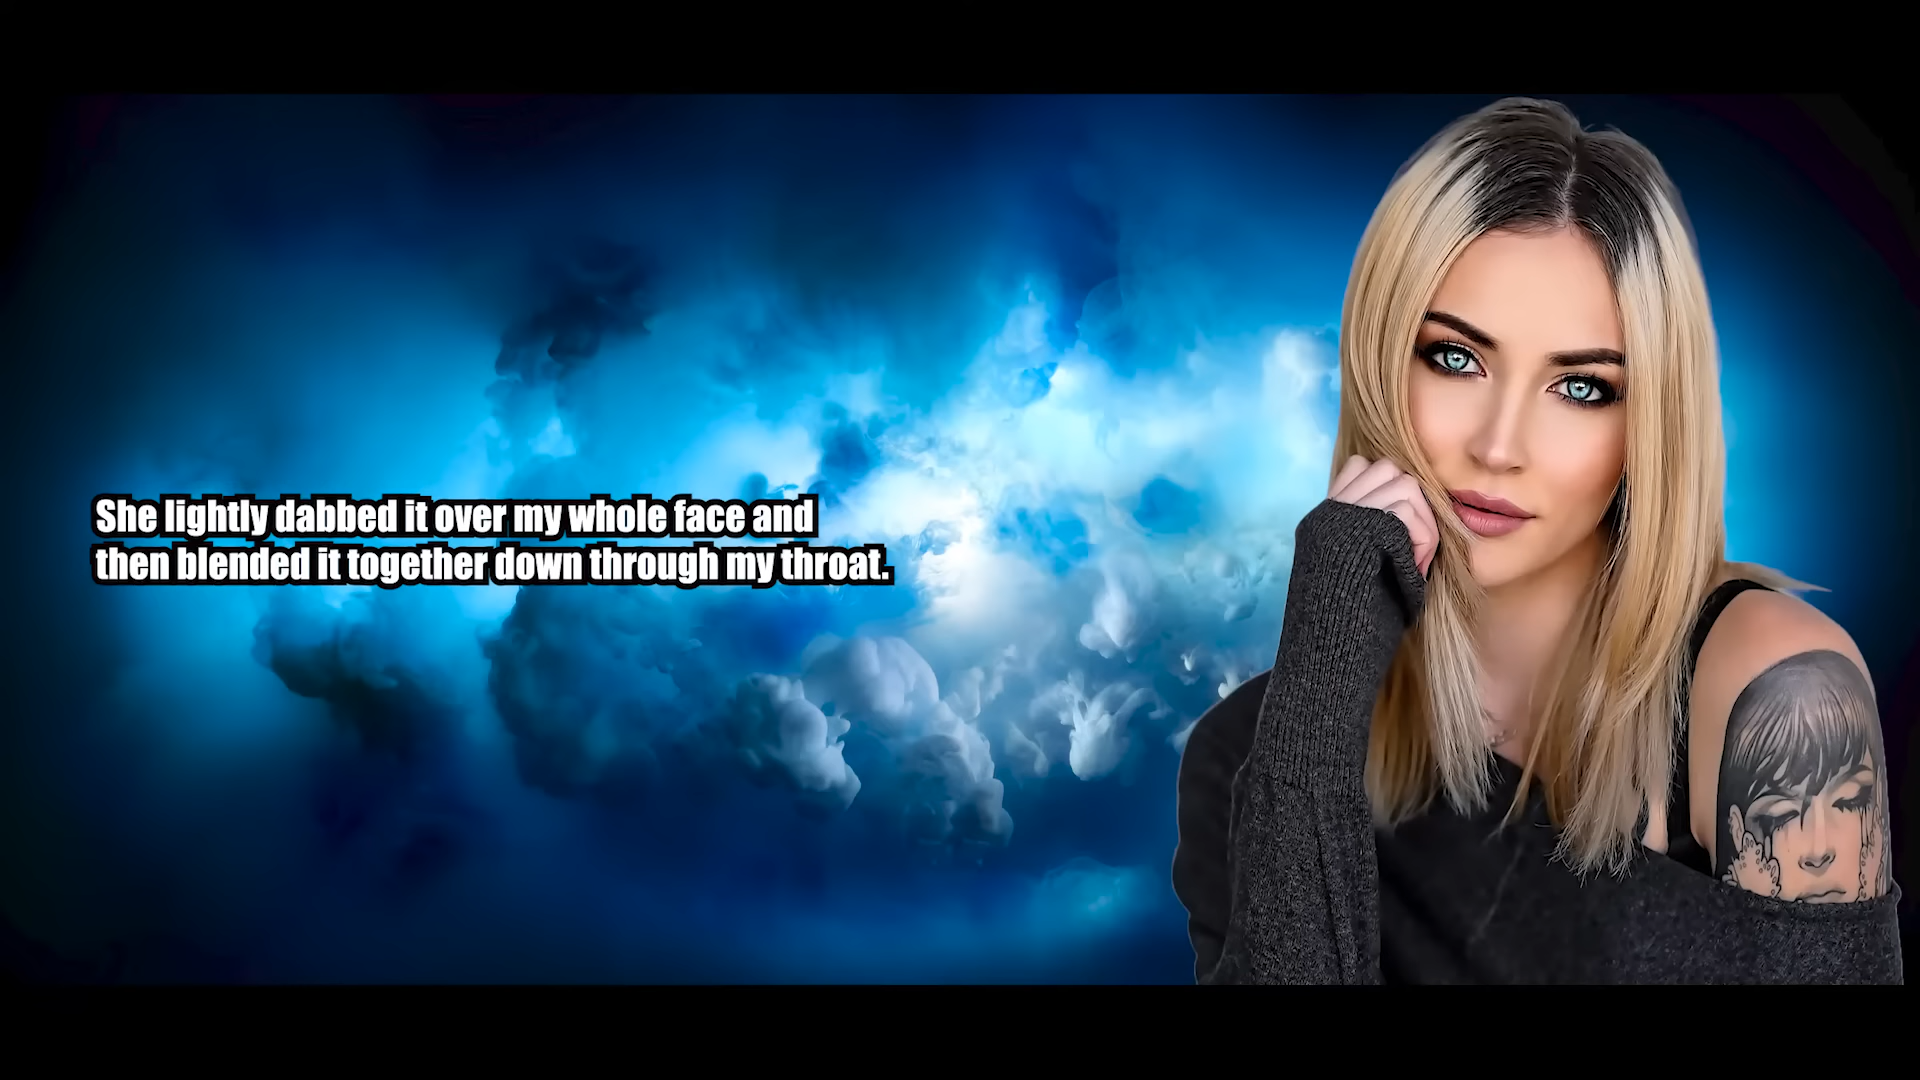 She lightly dabbed it over my whole face and
then blended it together down through my throat.